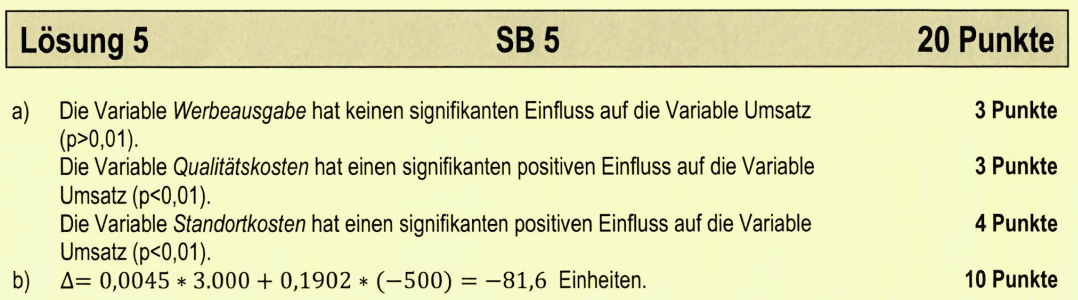 Lösung 5 SB 5 20 Punkte
a) Die Variable Werbeausgabe hat keinen signifikanten Einfluss auf die Variable Umsatz 3 Punkte
(p>0,01).
Die Variable Qualitätskosten hat einen signifikanten positiven Einfluss auf die Variable 3 Punkte
Umsatz (p<0,01).
Die Variable Standortkosten hat einen signifikanten positiven Einfluss auf die Variable 4 Punkte
Umsatz (p<0,01).
b) Δ= 0,0045 ∗ 3.000 + 0,1902 ∗ (−500) = −81,6 Einheiten. 10 Punkte